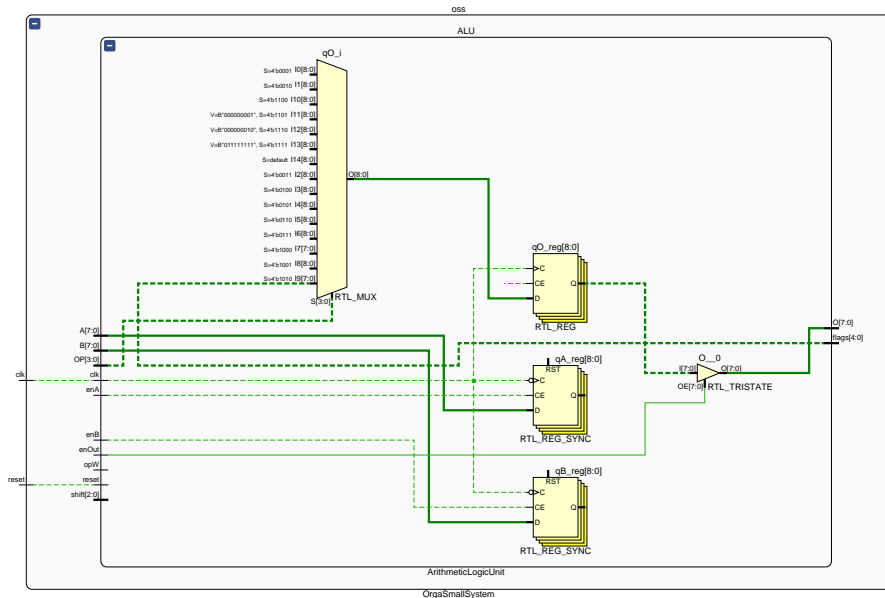 oss
ALU
qO_i
S=4'b0001 I0[8:0]
S=4'b0010 I1[8:0]
S=4'b1100 I10[8:0]
V=B"000000001", S=4'b1101 I11[8:0]
V=B"000000010", S=4'b1110 I12[8:0]
V=B"011111111", S=4'b1111 I13[8:0]
S=default I14[8:0]
S=4'b0011 I2[8:0]
S=4'b0100 I3[8:0]
S=4'b0101 I4[8:0]
S=4'b0110 I5[8:0]
S=4'b0111 I6[8:0]
S=4'b1000 I7[7:0]
S=4'b1001 I8[8:0]
S=4'b1010 I9[7:0]
O[8:0]
S[3:0]
RTL_MUX
qO_reg[8:0]
C
CE
D
Q
RTL_REG
A[7:0]
B[7:0]
OP[3:0]
clk
clk
enA
enB
enOut
opW
reset
reset
shift[2:0]
qA_reg[8:0]
RST
C
CE
D
Q
RTL_REG_SYNC
qB_reg[8:0]
RST
C
CE
D
Q
RTL_REG_SYNC
O__0
I[7:0]
O[7:0]
OE[7:0]
RTL_TRISTATE
O[7:0]
flags[4:0]
ArithmeticLogicUnit
OrgaSmallSystem